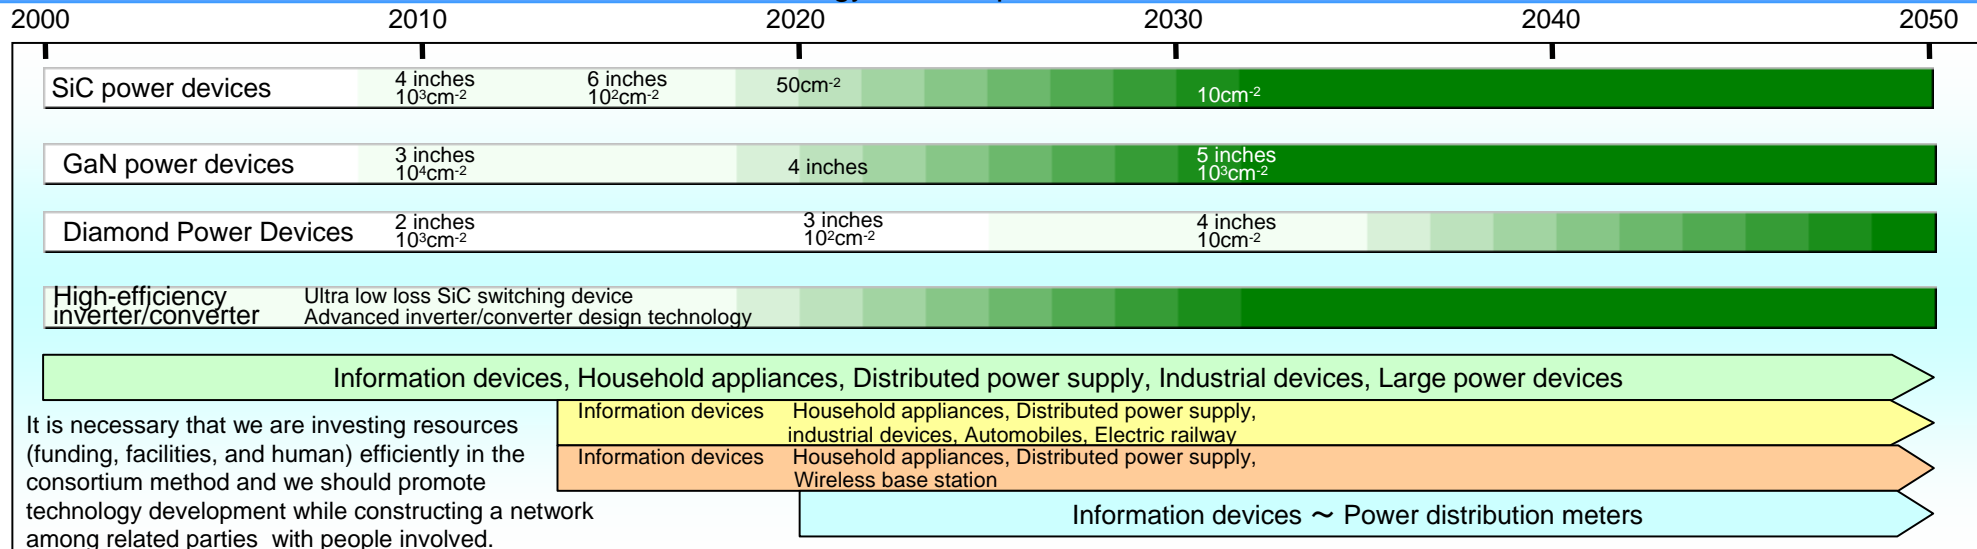 2000 2010 2020 2030 2040 2050
SiC power devices
4 inches
10³cm-²
6 inches
10²cm-²
50cm-²
10cm-²
GaN power devices
3 inches
10⁴cm-²
4 inches
5 inches
10³cm-²
Diamond Power Devices
2 inches
10³cm-²
3 inches
10²cm-²
4 inches
10cm-²
High-efficiency
inverter/converter
Ultra low loss SiC switching device
Advanced inverter/converter design technology
Information devices, Household appliances, Distributed power supply, Industrial devices, Large power devices
Information devices Household appliances, Distributed power supply,
industrial devices, Automobiles, Electric railway
Information devices Household appliances, Distributed power supply,
Wireless base station
Information devices ～ Power distribution meters
It is necessary that we are investing resources
(funding, facilities, and human) efficiently in the
consortium method and we should promote
technology development while constructing a network
among related parties with people involved.